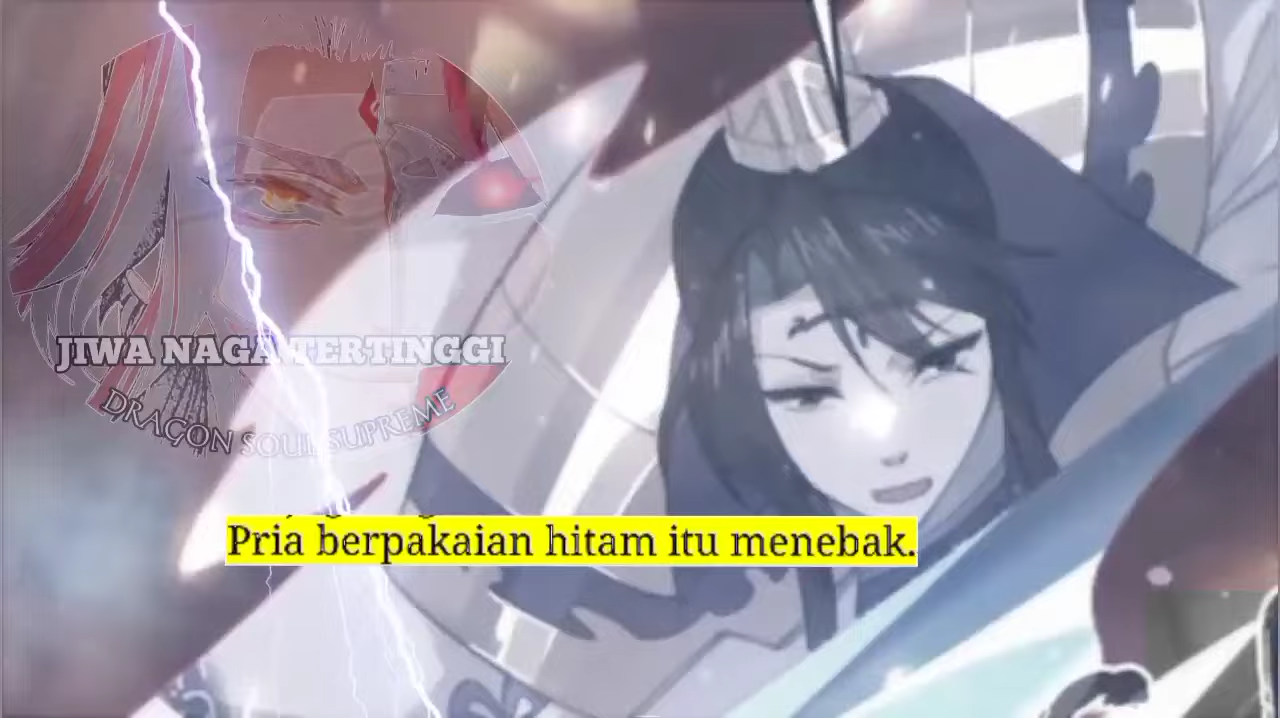 JIWA NAGA TERTINGGI
DRAGON SOUL SUPREME
Pria berpakaian hitam itu menebak.